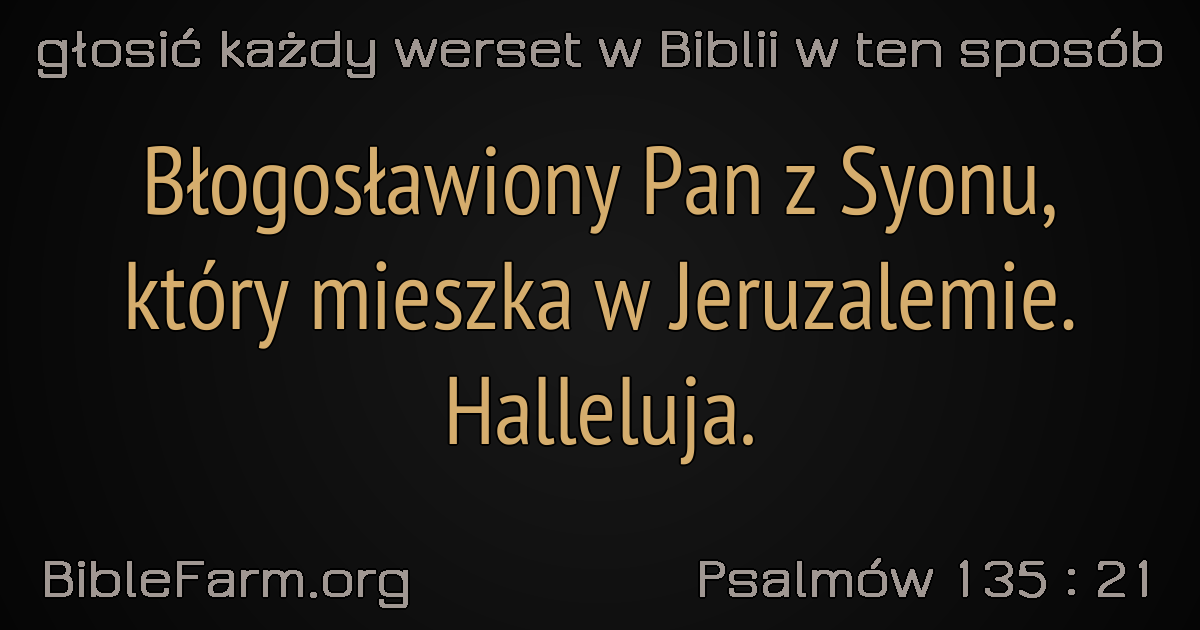 głosić każdy werset w Biblii w ten sposób
Błogosławiony Pan z Syonu,
który mieszka w Jeruzalemie.
Halleluja.
BibleFarm.org
Psalmów 135 : 21